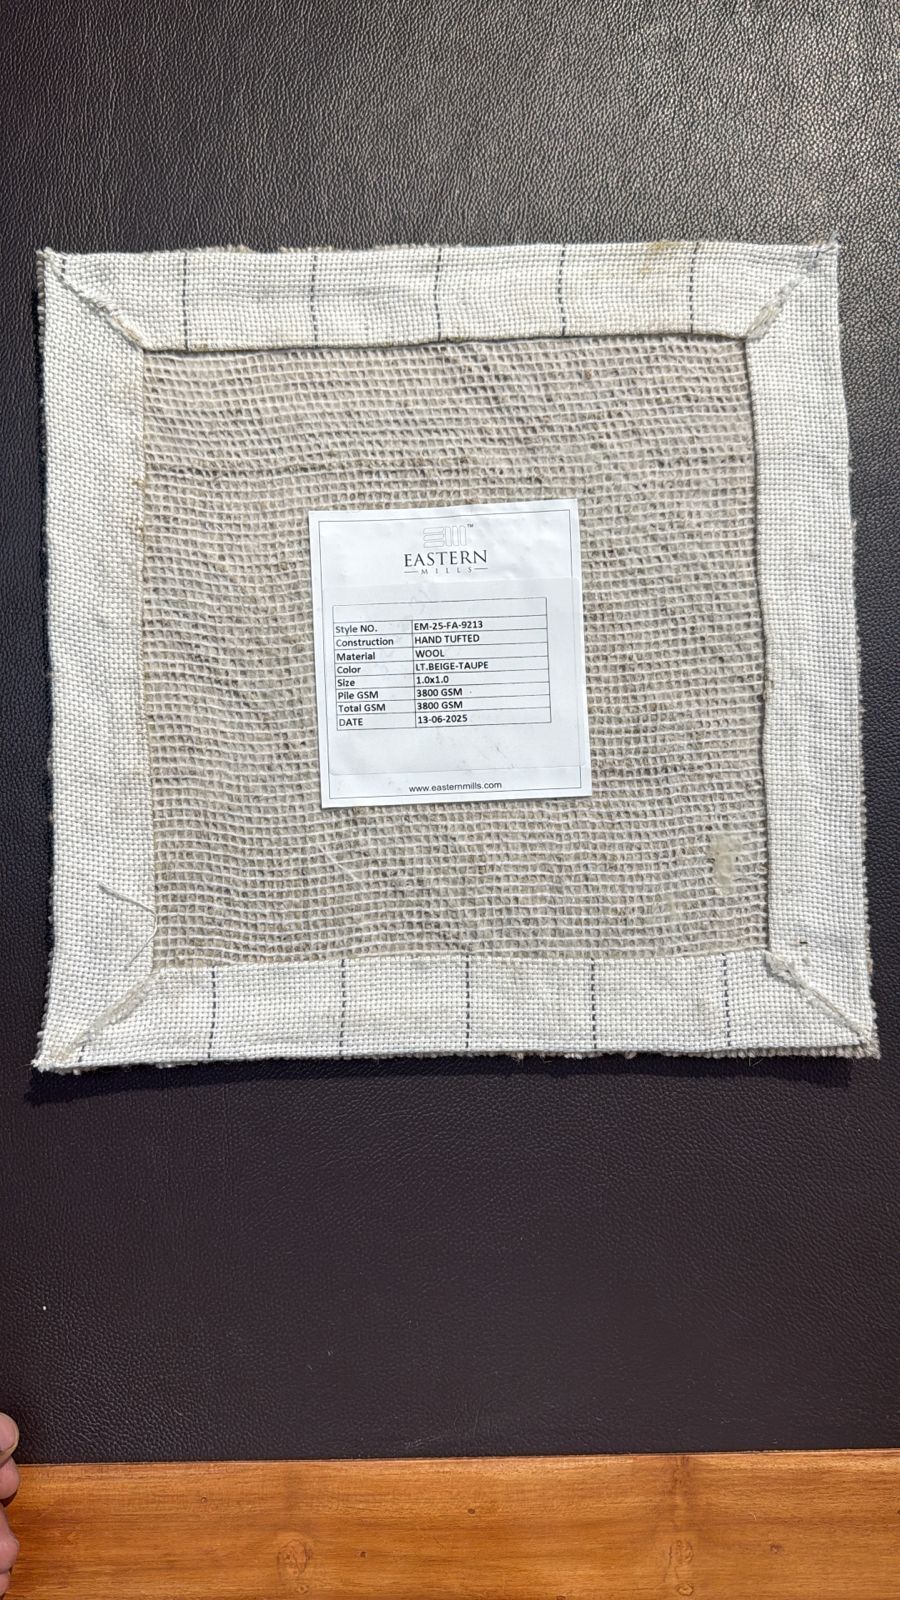 EM™
EASTERN
MILLS
Style NO. EM-25-FA-9213
Construction HAND TUFTED
Material WOOL
Color LT.BEIGE-TAUPE
Size 1.0x1.0
Pile GSM 3800 GSM
Total GSM 3800 GSM
DATE 13-06-2025
www.easternmills.com